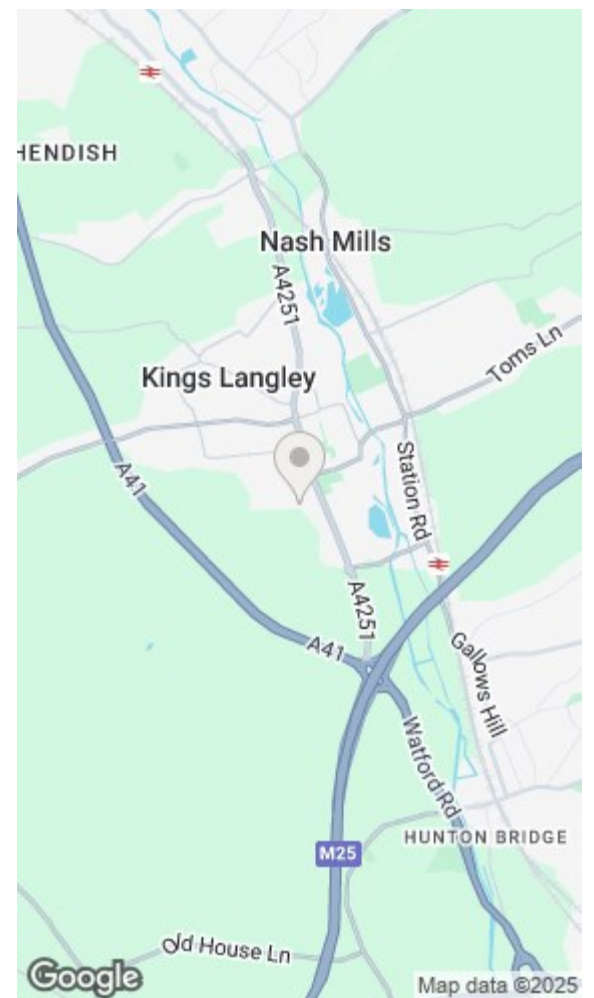 HENDISH
Nash Mills
A4251
Toms Ln
Kings Langley
Station Rd
A41
A4251
A41
Gallows Hill
Watford Rd
HUNTON BRIDGE
M25
Old House Ln
Google
Map data ©2025